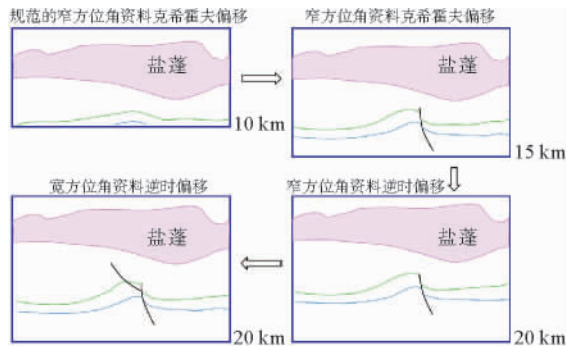 规范的窄方位角资料克希霍夫偏移
窄方位角资料克希霍夫偏移
盐蓬
盐蓬
10 km
15 km
宽方位角资料逆时偏移
窄方位角资料逆时偏移
盐蓬
盐蓬
20 km
20 km